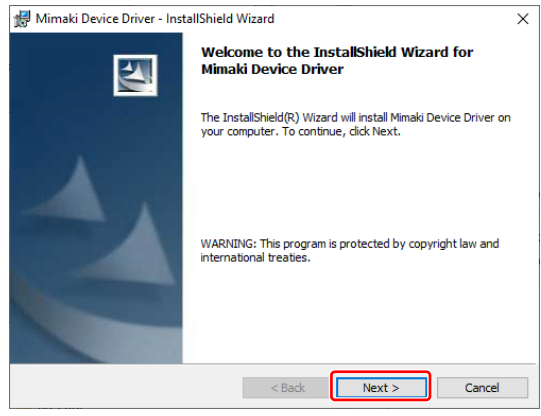 Mimaki Device Driver - InstallShield Wizard
Welcome to the InstallShield Wizard for
Mimaki Device Driver
The InstallShield(R) Wizard will install Mimaki Device Driver on
your computer. To continue, click Next.
WARNING: This program is protected by copyright law and
international treaties.
< Back Next > Cancel